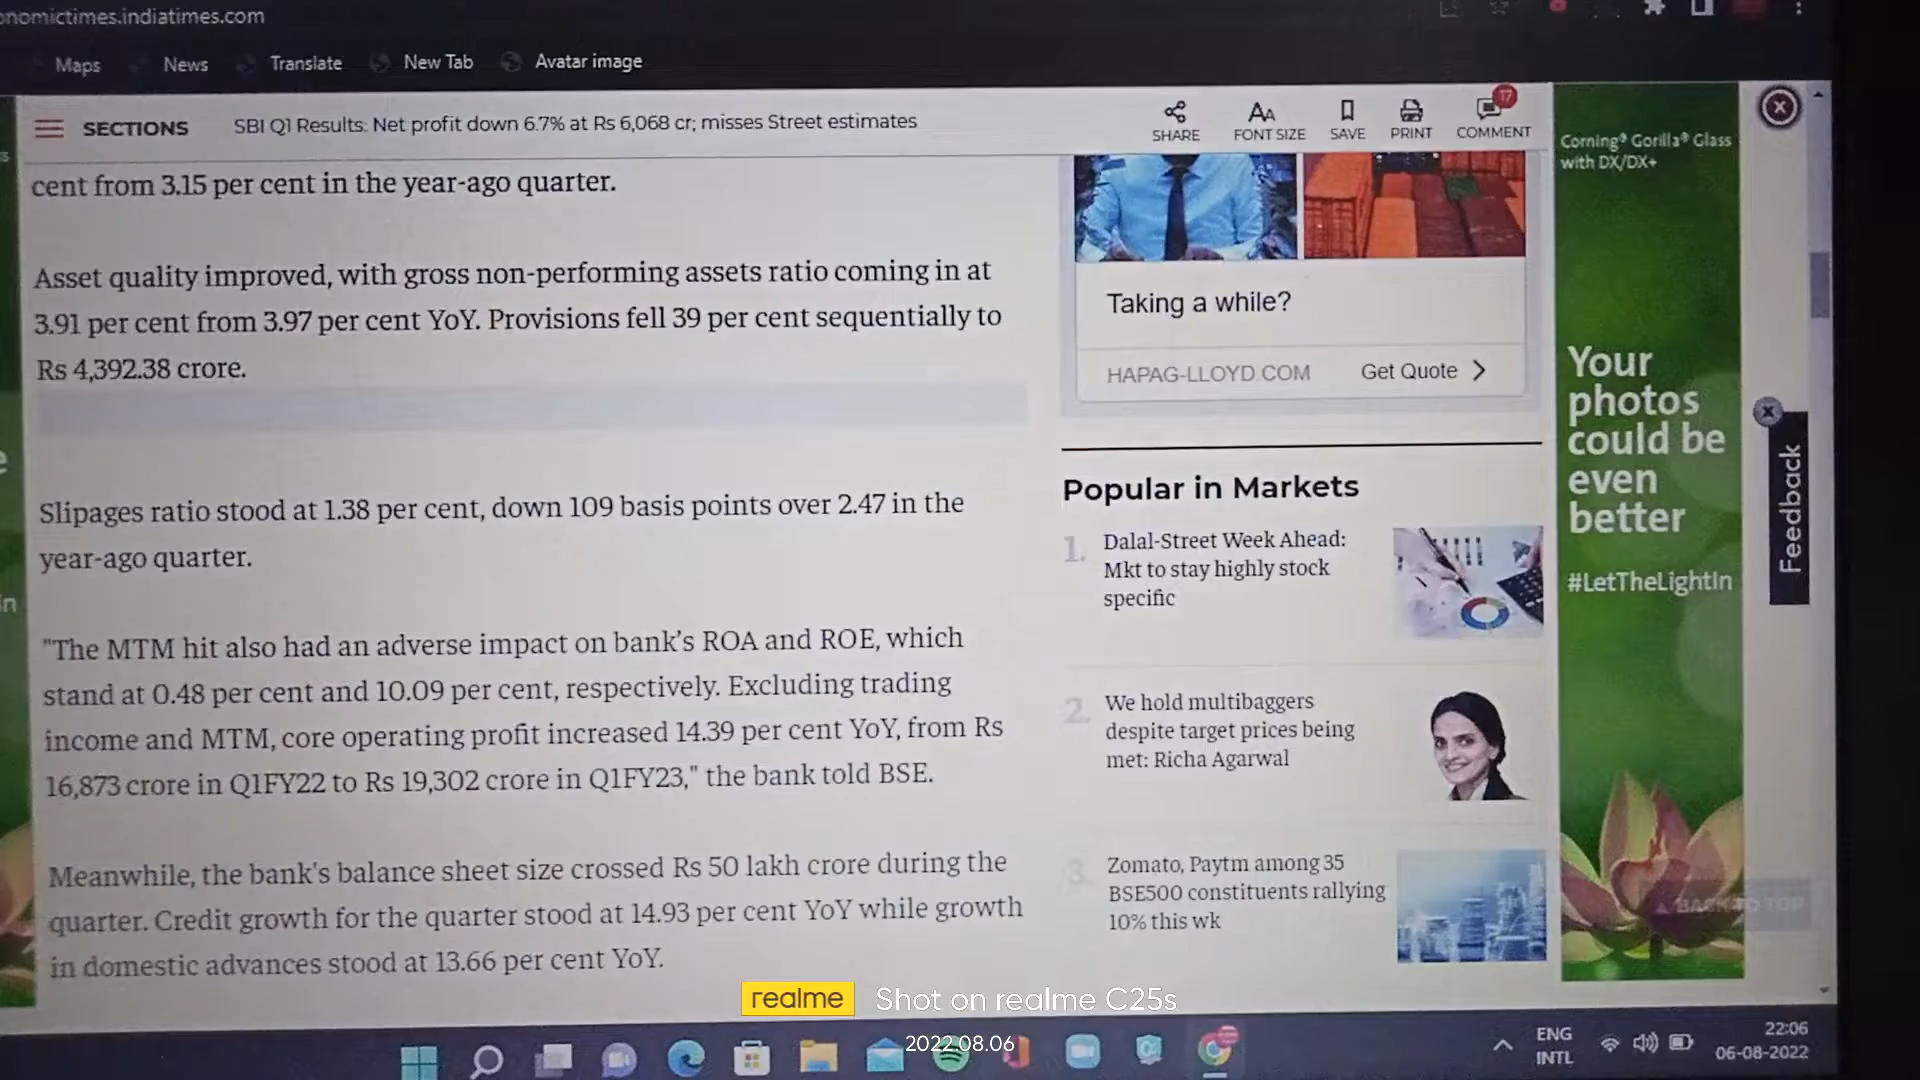 onomictimes.indiatimes.com
Maps
News
Translate
New Tab
Avatar image
SECTIONS
SBI Q1 Results: Net profit down 6.7% at Rs 6,068 cr; misses Street estimates
SHARE
FONT SIZE
SAVE
PRINT
17
COMMENT
cent from 3.15 per cent in the year-ago quarter.
Asset quality improved, with gross non-performing assets ratio coming in at
3.91 per cent from 3.97 per cent YoY. Provisions fell 39 per cent sequentially to
Rs 4,392.38 crore.
Slipages ratio stood at 1.38 per cent, down 109 basis points over 2.47 in the
year-ago quarter.
"The MTM hit also had an adverse impact on bank's ROA and ROE, which
stand at 0.48 per cent and 10.09 per cent, respectively. Excluding trading
income and MTM, core operating profit increased 14.39 per cent YoY, from Rs
16,873 crore in Q1FY22 to Rs 19,302 crore in Q1FY23," the bank told BSE.
Meanwhile, the bank's balance sheet size crossed Rs 50 lakh crore during the
quarter. Credit growth for the quarter stood at 14.93 per cent YoY while growth
in domestic advances stood at 13.66 per cent YoY.
Taking a while?
HAPAG-LLOYD.COM
Get Quote
Popular in Markets
1. Dalal-Street Week Ahead:
Mkt to stay highly stock
specific
2. We hold multibaggers
despite target prices being
met: Richa Agarwal
3. Zomato, Paytm among 35
BSE500 constituents rallying
10% this wk
Corning® Gorilla® Glass
with DX/DX+
Your
photos
could be
even
better
#LetTheLightIn
Feedback
BACK TO TOP
realme Shot on realme C25s
2022.08.06
ENG
INTL
22:06
06-08-2022